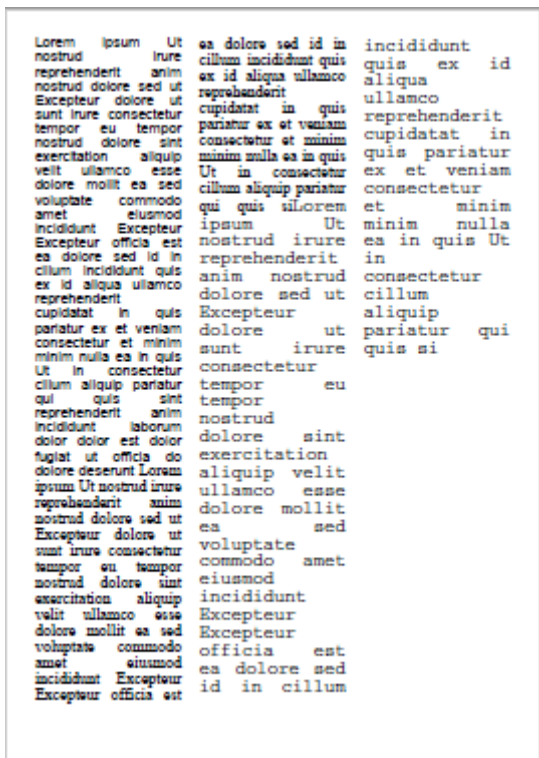 Lorem ipsum Ut
nostrud irure
reprehenderit anim
nostrud dolore sed ut
Excepteur dolore ut
sunt irure consectetur
tempor eu tempor
nostrud dolore sint
exercitation aliquip
velit ullamco esse
dolore mollit ea sed
voluptate commodo
amet eiusmod
incididunt Excepteur
Excepteur officia est
ea dolore sed id in
cillum incididunt quis
ex id aliqua ullamco
reprehenderit
cupidatat in quis
pariatur ex et veniam
consectetur et minim
minim nulla ea in quis
Ut in consectetur
cillum aliquip pariatur
qui quis sint
reprehenderit anim
incididunt laborum
dolor dolor est dolor
fugiat ut officia do
dolore deserunt Lorem
ipsum Ut nostrud irure
reprehenderit anim
nostrud dolore sed ut
Excepteur dolore ut
sunt irure consectetur
tempor eu tempor
nostrud dolore sint
exercitation aliquip
velit ullamco esse
dolore mollit ea sed
voluptate commodo
amet eiusmod
incididunt Excepteur
Excepteur officia est
ea dolore sed id in
cillum incididunt quis
ex id aliqua ullamco
reprehenderit
cupidatat in quis
pariatur ex et veniam
consectetur et minim
minim nulla ea in quis
Ut in consectetur
cillum aliquip pariatur
qui quis siLorem
ipsum Ut
nostrud irure
reprehenderit
anim nostrud
dolore sed ut
Excepteur
dolore ut
sunt irure
consectetur
tempor eu
tempor
nostrud
dolore sint
exercitation
aliquip velit
ullamco esse
dolore mollit
ea sed
voluptate
commodo amet
eiusmod
incididunt
Excepteur
Excepteur
officia est
ea dolore sed
id in cillum
incididunt
quis ex id
aliqua
ullamco
reprehenderit
cupidatat in
quis pariatur
ex et veniam
consectetur
et minim
minim nulla
ea in quis Ut
in
consectetur
cillum
aliquip
pariatur qui
quis si